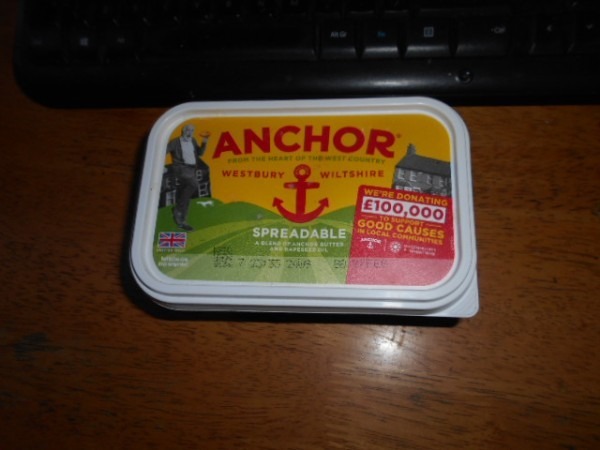 ANCHOR
FROM THE HEART OF THE WEST COUNTRY
WESTBURY WILTSHIRE
SPREADABLE
A BLEND OF ANCHOR BUTTER
AND RAPESEED OIL
WE'RE DONATING
£100,000
TO SUPPORT
GOOD CAUSES
IN LOCAL COMMUNITIES
ANCHOR